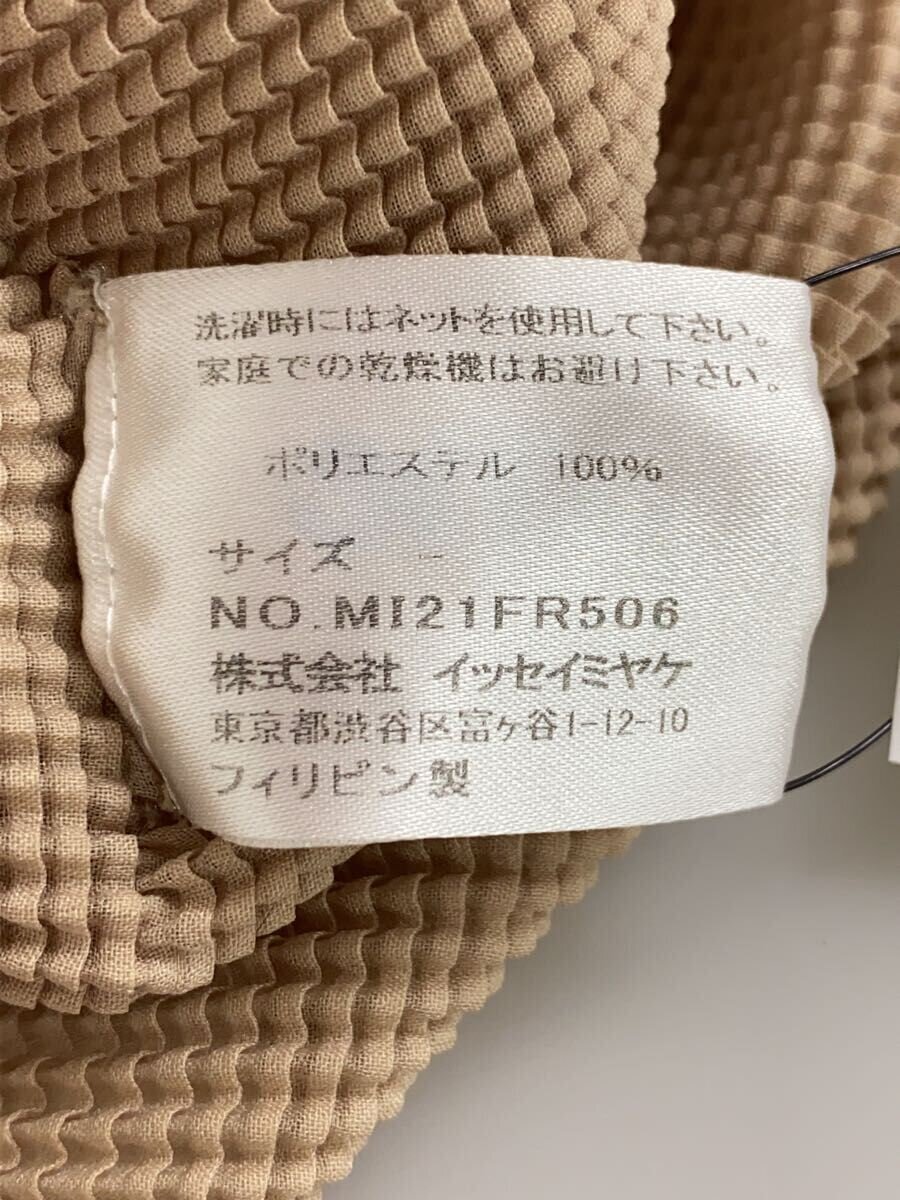 洗濯時にはネットを使用して下さい。
家庭での乾燥機はお避け下さい。
ポリエステル 100%
サイズ -
NO.MI21FR506
株式会社 イッセイミヤケ
東京都渋谷区富ヶ谷1-12-10
フィリピン製